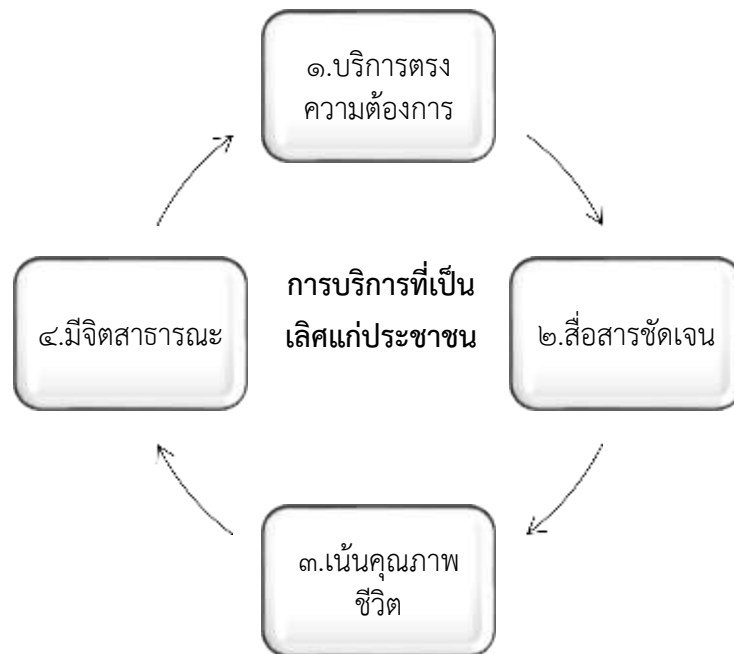 ๑.บริการตรง
ความต้องการ
การบริการที่เป็น
เลิศแก่ประชาชน
๒.สื่อสารชัดเจน
๓.เน้นคุณภาพ
ชีวิต
๔.มีจิตสาธารณะ